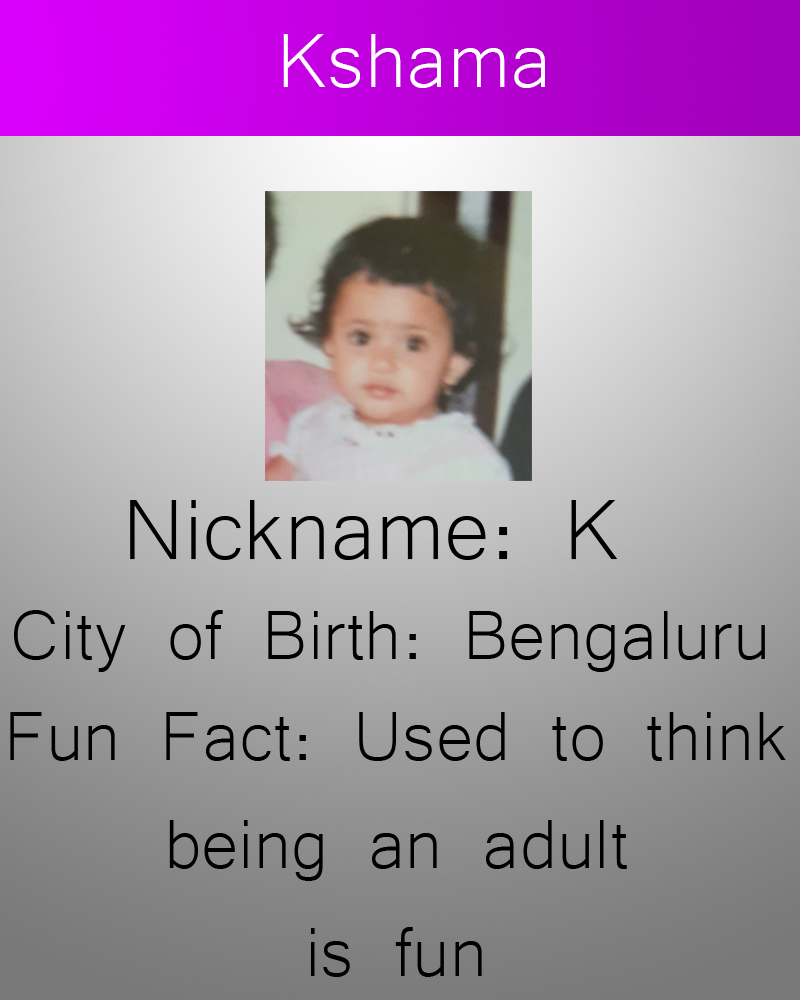 Kshama
Nickname: K
City of Birth: Bengaluru
Fun Fact: Used to think
being an adult
is fun